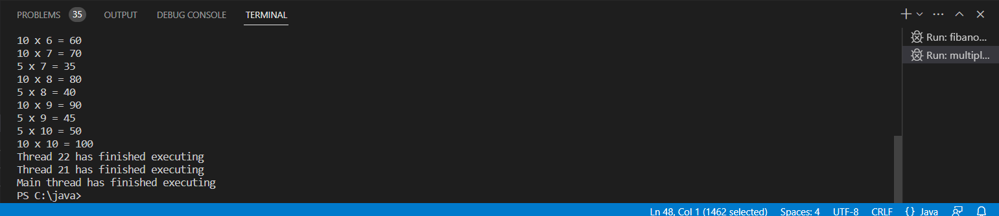 PROBLEMS 35 OUTPUT DEBUG CONSOLE TERMINAL
10 x 6 = 60
10 x 7 = 70
5 x 7 = 35
10 x 8 = 80
5 x 8 = 40
10 x 9 = 90
5 x 9 = 45
5 x 10 = 50
10 x 10 = 100
Thread 22 has finished executing
Thread 21 has finished executing
Main thread has finished executing
PS C:\java>
Run: fibano...
Run: multipl...
Ln 48, Col 1 (1462 selected) Spaces: 4 UTF-8 CRLF {} Java